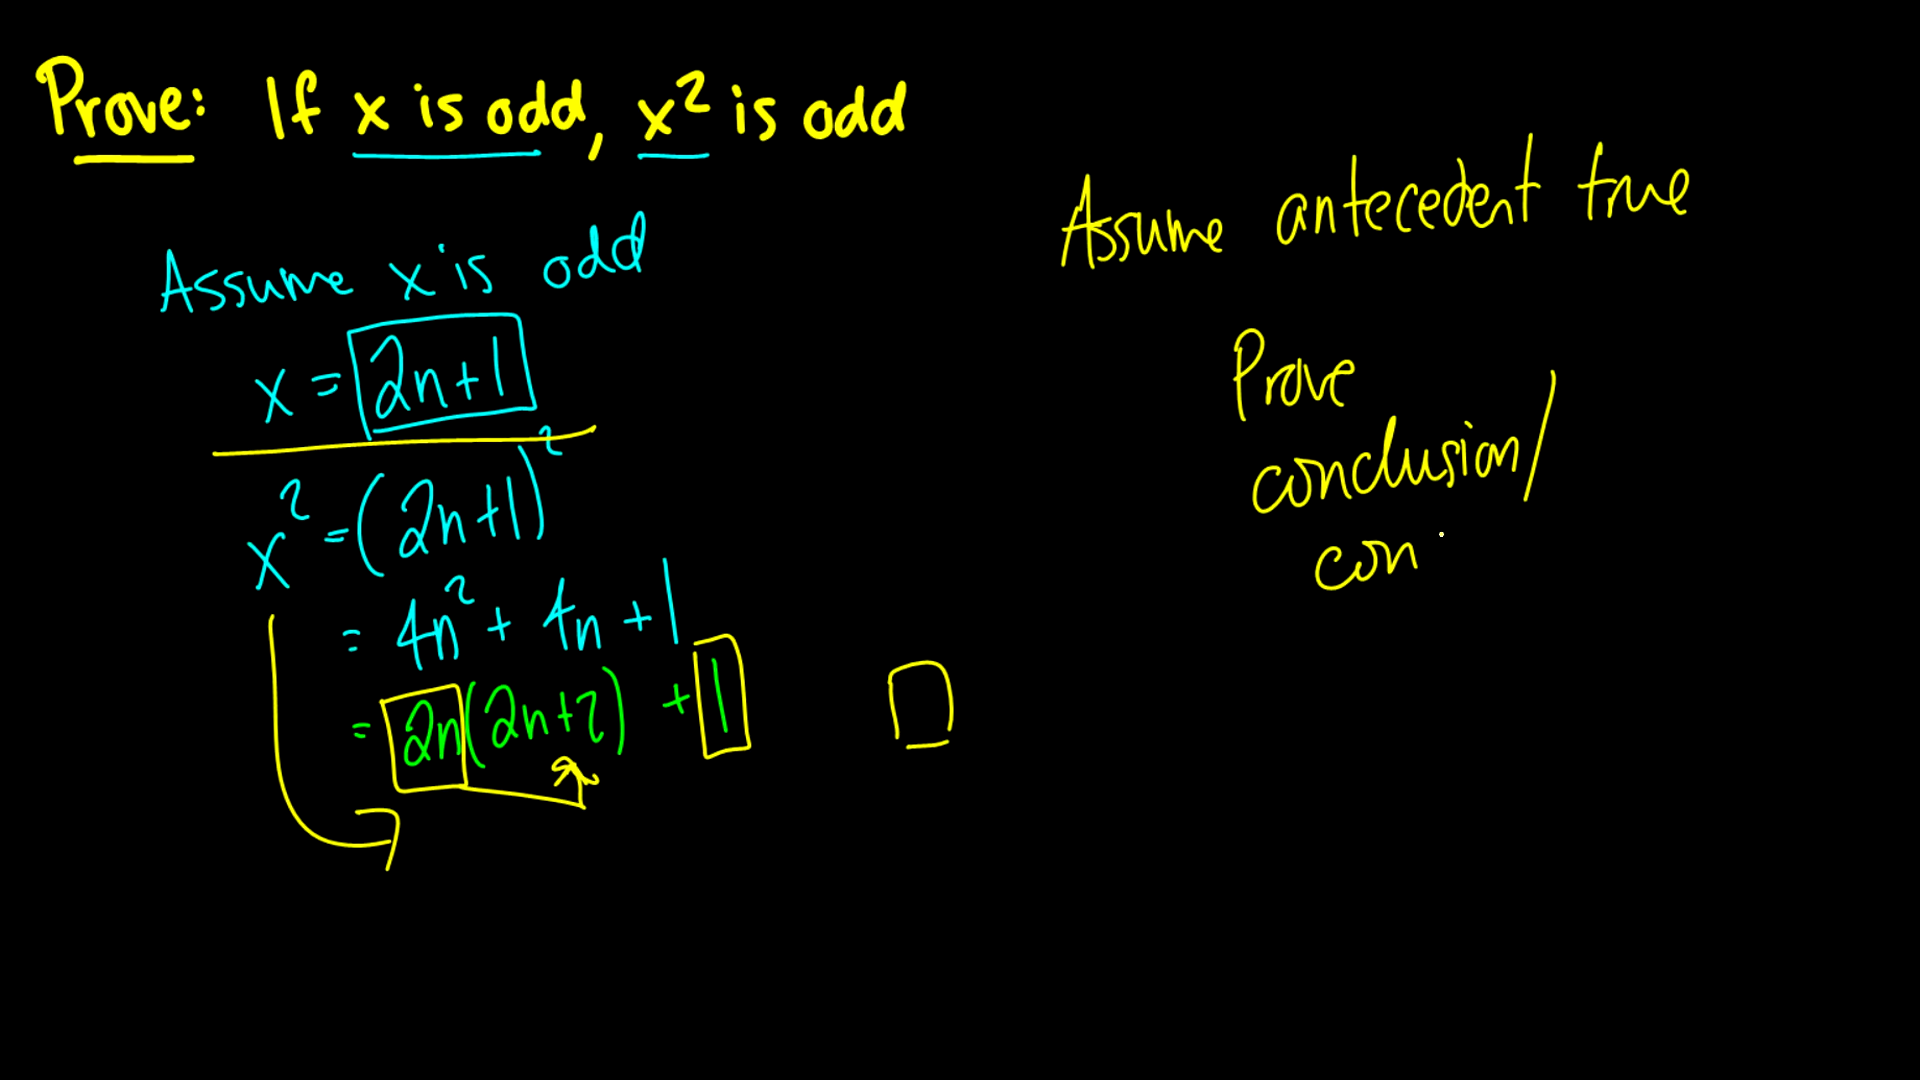 Prove: If x is odd, x² is odd
Assume x is odd
x = 2n+1
x² = (2n+1)²
= 4n² + 4n + 1
= 2n(2n+2) + 1
Assume antecedent true
Prove
conclusion/
con